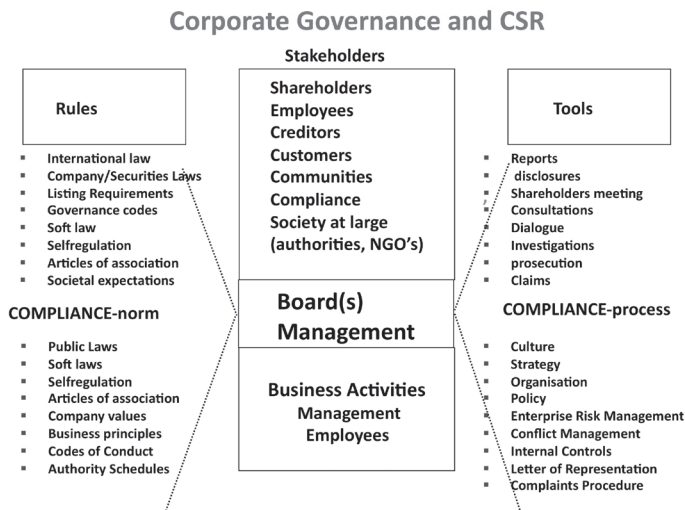 Corporate Governance and CSR
Stakeholders
Rules
International law
Company/Securities Laws
Listing Requirements
Governance codes
Soft law
Selfregulation
Articles of association
Societal expectations
COMPLIANCE-norm
Public Laws
Soft laws
Selfregulation
Articles of association
Company values
Business principles
Codes of Conduct
Authority Schedules
Shareholders
Employees
Creditors
Customers
Communities
Compliance
Society at large
(authorities, NGO's)
Board(s)
Management
Business Activities
Management
Employees
Tools
Reports
disclosures
Shareholders meeting
Consultations
Dialogue
Investigations
prosecution
Claims
COMPLIANCE-process
Culture
Strategy
Organisation
Policy
Enterprise Risk Management
Conflict Management
Internal Controls
Letter of Representation
Complaints Procedure